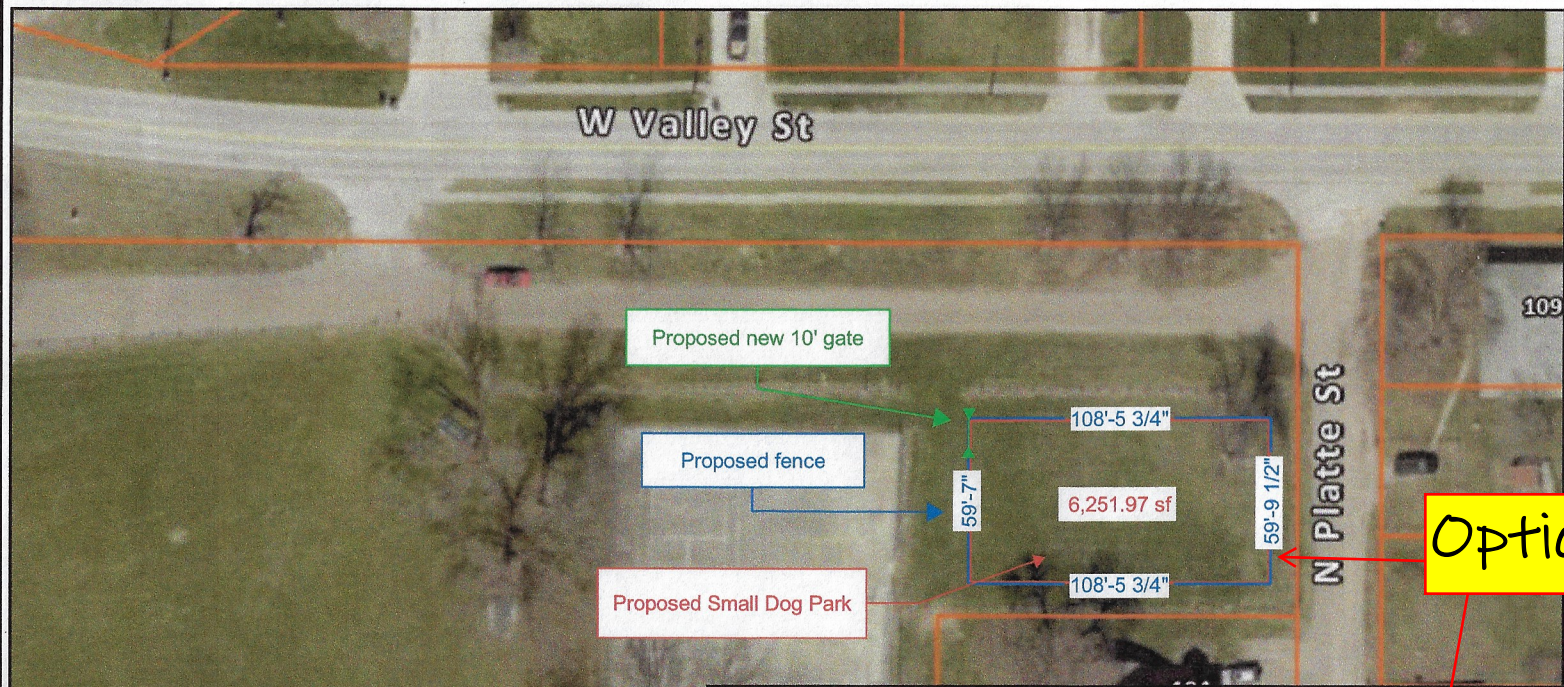 W Valley St
109
Proposed new 10' gate
108'-5 3/4"
Proposed fence
59'-7"
6,251.97 sf
59'-9 1/2"
N Platte St
Optio
Proposed Small Dog Park
108'-5 3/4"